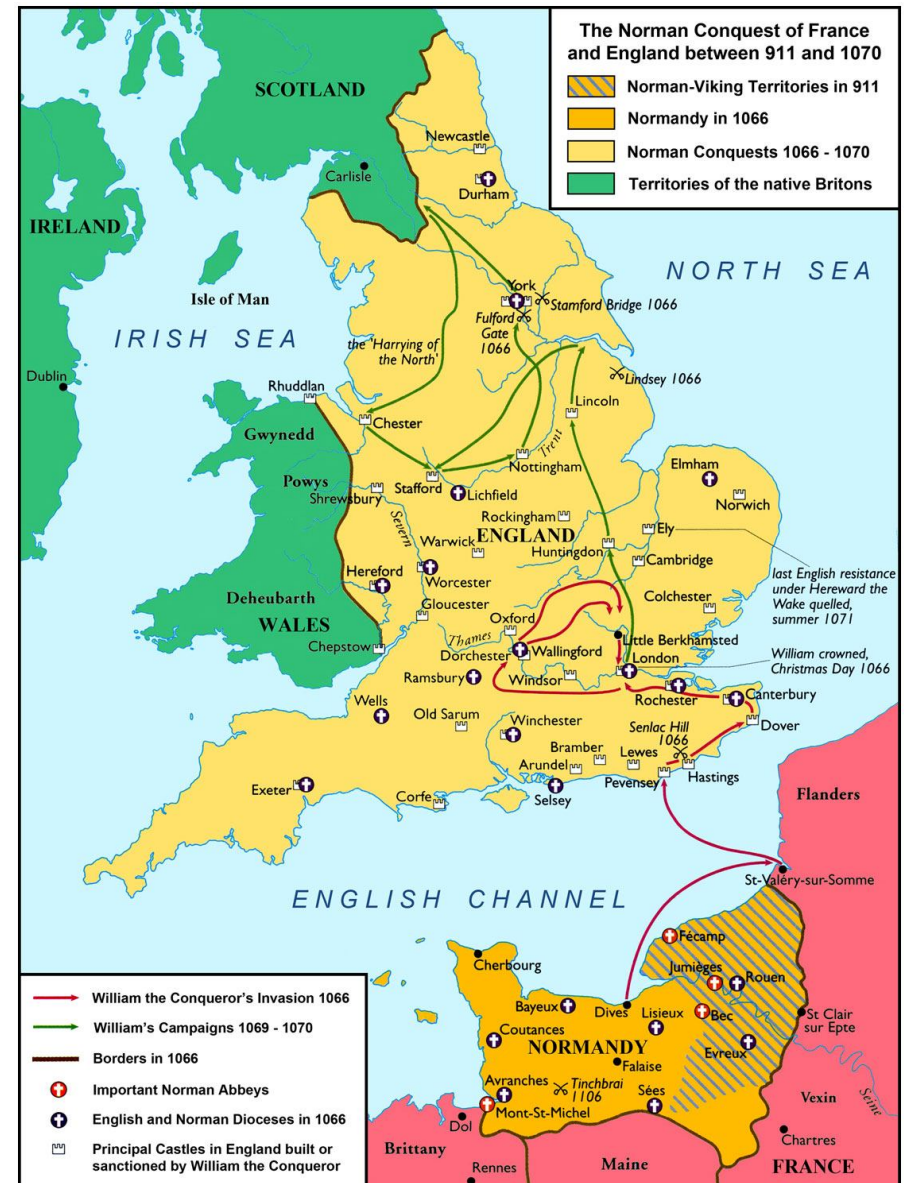 The Norman Conquest of France
and England between 911 and 1070
Norman-Viking Territories in 911
Normandy in 1066
Norman Conquests 1066 - 1070
Territories of the native Britons
SCOTLAND
Newcastle
Carlisle
Durham
IRELAND
NORTH SEA
Isle of Man
York
Stamford Bridge 1066
Fulford
Gate
1066
IRISH SEA
the 'Harrying of
the North'
Dublin
Lindsey 1066
Rhuddlan
Lincoln
Chester
Gwynedd
Trent
Nottingham
Elmham
Powys
Stafford
Lichfield
Shrewsbury
Norwich
Severn
Rockingham
ENGLAND
Ely
Warwick
Huntingdon
Cambridge
Hereford
Worcester
last English resistance
under Hereward the
Wake quelled,
summer 1071
Deheubarth
Gloucester
Colchester
WALES
Oxford
Thames
Little Berkhamsted
Chepstow
Dorchester
Wallingford
London
William crowned,
Christmas Day 1066
Ramsbury
Windsor
Rochester
Canterbury
Wells
Old Sarum
Winchester
Senlac Hill
1066
Dover
Bramber
Lewes
Arundel
Pevensey
Hastings
Exeter
Corfe
Selsey
Flanders
St-Valéry-sur-Somme
ENGLISH CHANNEL
Fécamp
Cherbourg
Jumièges
Rouen
Bayeux
Dives
Lisieux
Bec
St Clair
sur Epte
Coutances
NORMANDY
Evreux
Falaise
Avranches
Tinchbrai
1106
Sées
Mont-St-Michel
Vexin
Seine
Dol
Chartres
Brittany
Maine
FRANCE
Rennes
William the Conqueror's Invasion 1066
William's Campaigns 1069 - 1070
Borders in 1066
Important Norman Abbeys
English and Norman Dioceses in 1066
Principal Castles in England built or
sanctioned by William the Conqueror